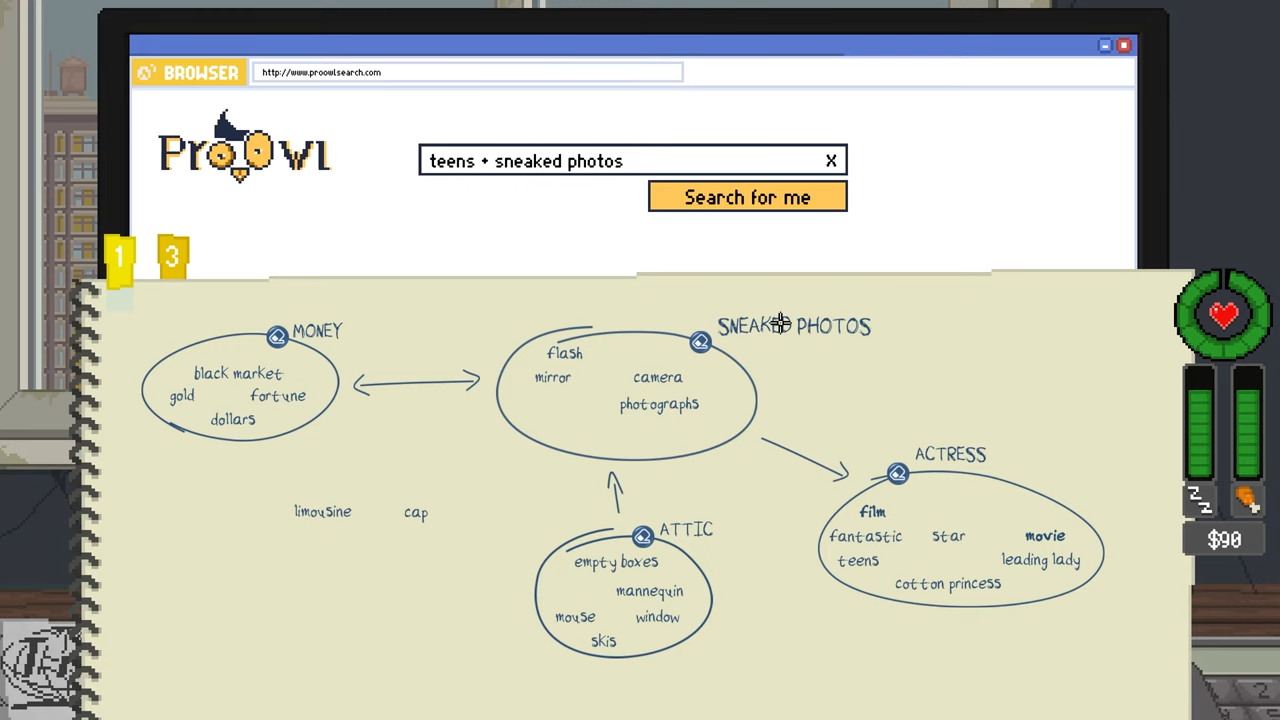 BROWSER
http://www.proowlsearch.com
PrOOwl
teens + sneaked photos X
Search for me
1 3
MONEY
black market
gold fortune
dollars
SNEAKED PHOTOS
flash
mirror camera
photographs
ACTRESS
film
fantastic star movie
teens leading lady
cotton princess
limousine cap
ATTIC
empty boxes
mannequin
mouse window
skis
$90